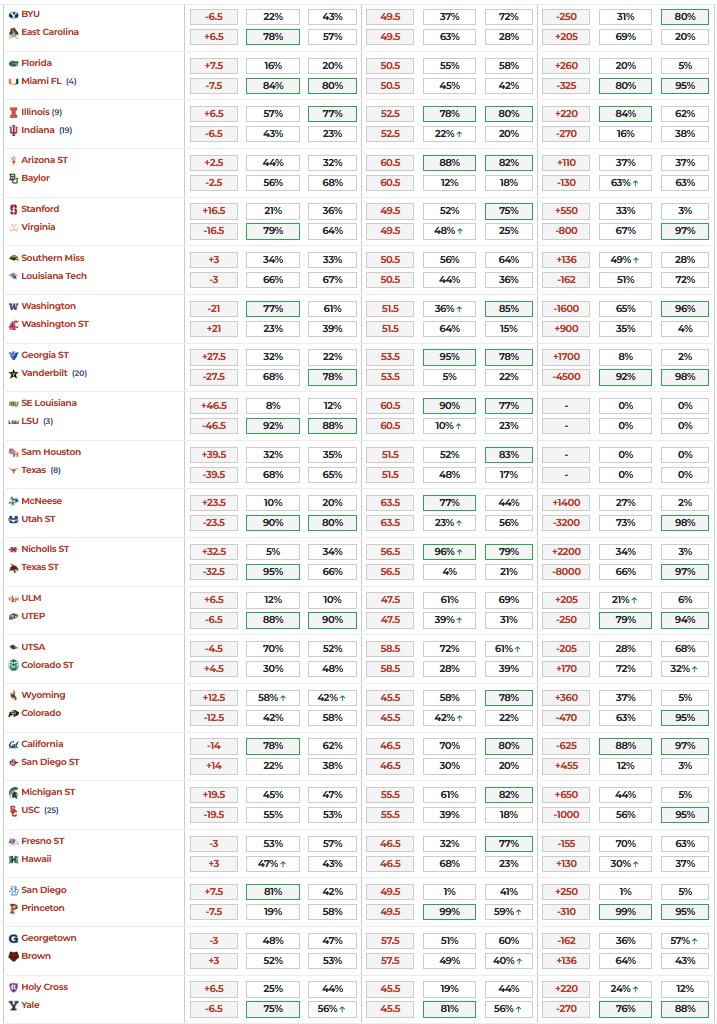 BYU -6.5 22% 43% 49.5 37% 72% -250 31% 80%
East Carolina +6.5 78% 57% 49.5 63% 28% +205 69% 20%
Florida +7.5 16% 20% 50.5 55% 58% +260 20% 5%
Miami FL (4) -7.5 84% 80% 50.5 45% 42% -325 80% 95%
Illinois (9) +6.5 57% 77% 52.5 78% 80% +220 84% 62%
Indiana (19) -6.5 43% 23% 52.5 22%↑ 20% -270 16% 38%
Arizona ST +2.5 44% 32% 60.5 88% 82% +110 37% 37%
Baylor -2.5 56% 68% 60.5 12% 18% -130 63%↑ 63%
Stanford +16.5 21% 36% 49.5 52% 75% +550 33% 3%
Virginia -16.5 79% 64% 49.5 48%↑ 25% -800 67% 97%
Southern Miss +3 34% 33% 50.5 56% 64% +136 49%↑ 28%
Louisiana Tech -3 66% 67% 50.5 44% 36% -162 51% 72%
Washington -21 77% 61% 51.5 36%↑ 85% -1600 65% 96%
Washington ST +21 23% 39% 51.5 64% 15% +900 35% 4%
Georgia ST +27.5 32% 22% 53.5 95% 78% +1700 8% 2%
Vanderbilt (20) -27.5 68% 78% 53.5 5% 22% -4500 92% 98%
SE Louisiana +46.5 8% 12% 60.5 90% 77% - 0% 0%
LSU (3) -46.5 92% 88% 60.5 10%↑ 23% - 0% 0%
Sam Houston +39.5 32% 35% 51.5 52% 83% - 0% 0%
Texas (8) -39.5 68% 65% 51.5 48% 17% - 0% 0%
McNeese +23.5 10% 20% 63.5 77% 44% +1400 27% 2%
Utah ST -23.5 90% 80% 63.5 23%↑ 56% -3200 73% 98%
Nicholls ST +32.5 5% 34% 56.5 96%↑ 79% +2200 34% 3%
Texas ST -32.5 95% 66% 56.5 4% 21% -8000 66% 97%
ULM +6.5 12% 10% 47.5 61% 69% +205 21%↑ 6%
UTEP -6.5 88% 90% 47.5 39%↑ 31% -250 79% 94%
UTSA -4.5 70% 52% 58.5 72% 61%↑ -205 28% 68%
Colorado ST +4.5 30% 48% 58.5 28% 39% +170 72% 32%↑
Wyoming +12.5 58%↑ 42%↑ 45.5 58% 78% +360 37% 5%
Colorado -12.5 42% 58% 45.5 42%↑ 22% -470 63% 95%
California -14 78% 62% 46.5 70% 80% -625 88% 97%
San Diego ST +14 22% 38% 46.5 30% 20% +455 12% 3%
Michigan ST +19.5 45% 47% 55.5 61% 82% +650 44% 5%
USC (25) -19.5 55% 53% 55.5 39% 18% -1000 56% 95%
Fresno ST -3 53% 57% 46.5 32% 77% -155 70% 63%
Hawaii +3 47%↑ 43% 46.5 68% 23% +130 30%↑ 37%
San Diego +7.5 81% 42% 49.5 1% 41% +250 1% 5%
Princeton -7.5 19% 58% 49.5 99% 59%↑ -310 99% 95%
Georgetown -3 48% 47% 57.5 51% 60% -162 36% 57%↑
Brown +3 52% 53% 57.5 49% 40%↑ +136 64% 43%
Holy Cross +6.5 25% 44% 45.5 19% 44% +220 24%↑ 12%
Yale -6.5 75% 56%↑ 45.5 81% 56%↑ -270 76% 88%